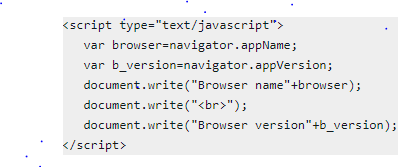 <script type="text/javascript">
var browser=navigator.appName;
var b_version=navigator.appVersion;
document.write("Browser name"+browser);
document.write("<br>");
document.write("Browser version"+b_version);
</script>